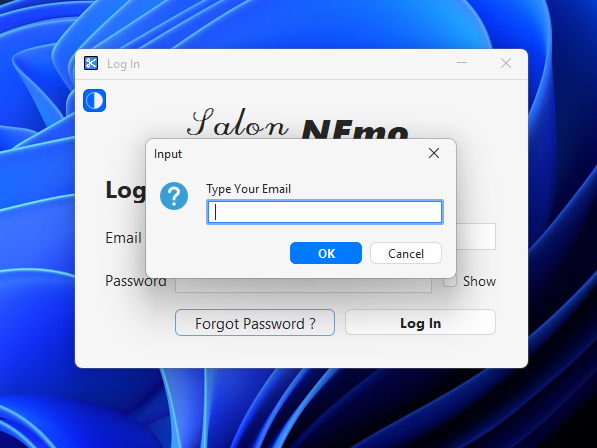 Log In
Salon NEmo
Input
Type Your Email
OK
Cancel
Log
Email
Password
Show
Forgot Password ?
Log In